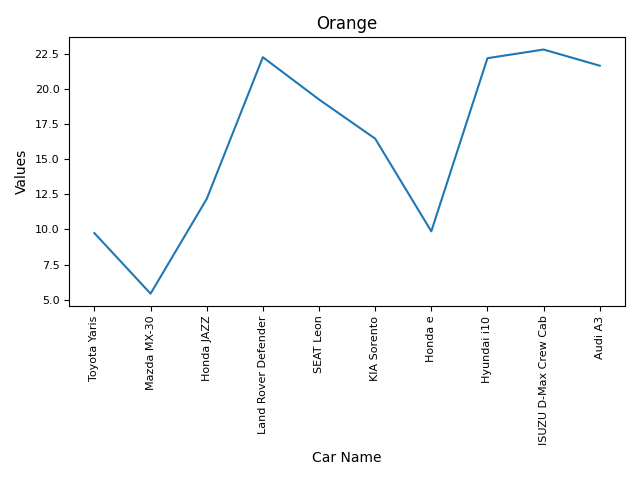 Orange
Values
22.5
20.0
17.5
15.0
12.5
10.0
7.5
5.0
Toyota Yaris
Mazda MX-30
Honda JAZZ
Land Rover Defender
SEAT Leon
KIA Sorento
Honda e
Hyundai i10
ISUZU D-Max Crew Cab
Audi A3
Car Name